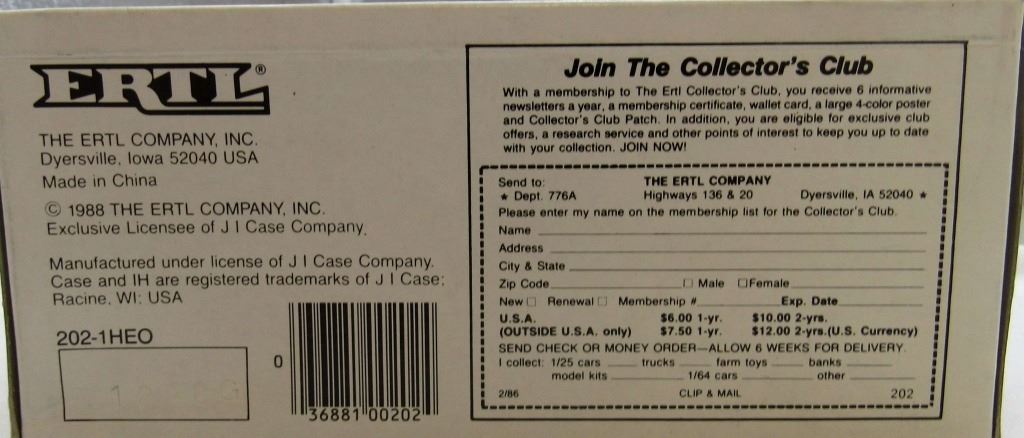 ERTL®
THE ERTL COMPANY, INC.
Dyersville, Iowa 52040 USA
Made in China
© 1988 THE ERTL COMPANY, INC.
Exclusive Licensee of J I Case Company.
Manufactured under license of J I Case Company.
Case and IH are registered trademarks of J I Case;
Racine, WI: USA
202-1HEO
1
0
36881 00202
Join The Collector's Club
With a membership to The Ertl Collector's Club, you receive 6 informative
newsletters a year, a membership certificate, wallet card, a large 4-color poster
and Collector's Club Patch. In addition, you are eligible for exclusive club
offers, a research service and other points of interest to keep you up to date
with your collection. JOIN NOW!
Send to: THE ERTL COMPANY
★ Dept. 776A Highways 136 & 20 Dyersville, IA 52040 ★
Please enter my name on the membership list for the Collector's Club.
Name
Address
City & State
Zip Code □ Male □Female
New □ Renewal □ Membership # Exp. Date
U.S.A. $6.00 1-yr. $10.00 2-yrs.
(OUTSIDE U.S.A. only) $7.50 1-yr. $12.00 2-yrs.(U.S. Currency)
SEND CHECK OR MONEY ORDER—ALLOW 6 WEEKS FOR DELIVERY.
I collect: 1/25 cars trucks farm toys banks
model kits 1/64 cars other
2/86 CLIP & MAIL 202